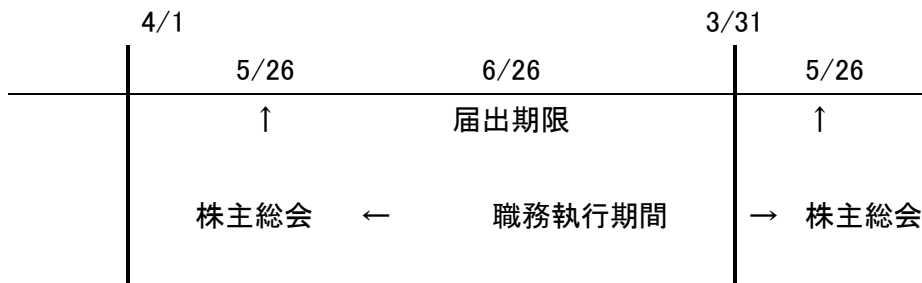 4/1 3/31
5/26 6/26 5/26
↑ 届出期限 ↑
株主総会 ← 職務執行期間 → 株主総会